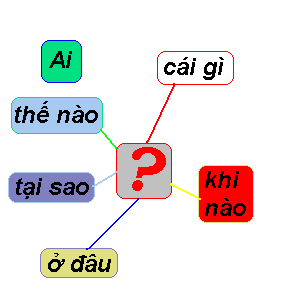 Ai
cái gì
thế nào
?
tại sao
khi
nào
ở đâu